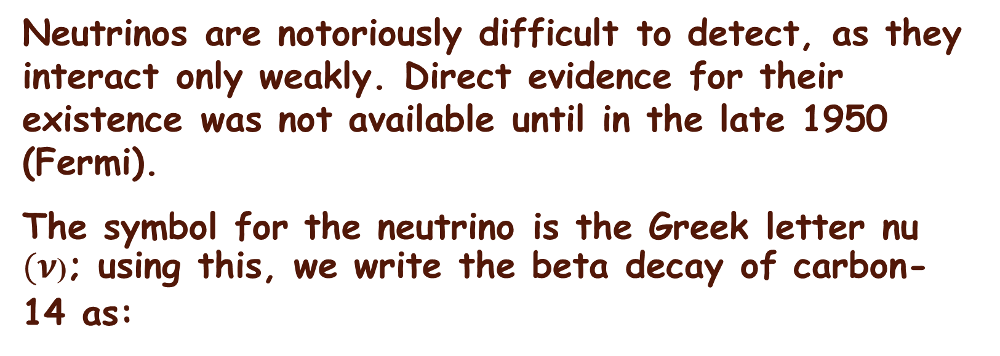 Neutrinos are notoriously difficult to detect, as they
interact only weakly. Direct evidence for their
existence was not available until in the late 1950
(Fermi).
The symbol for the neutrino is the Greek letter nu
(ν); using this, we write the beta decay of carbon-
14 as: